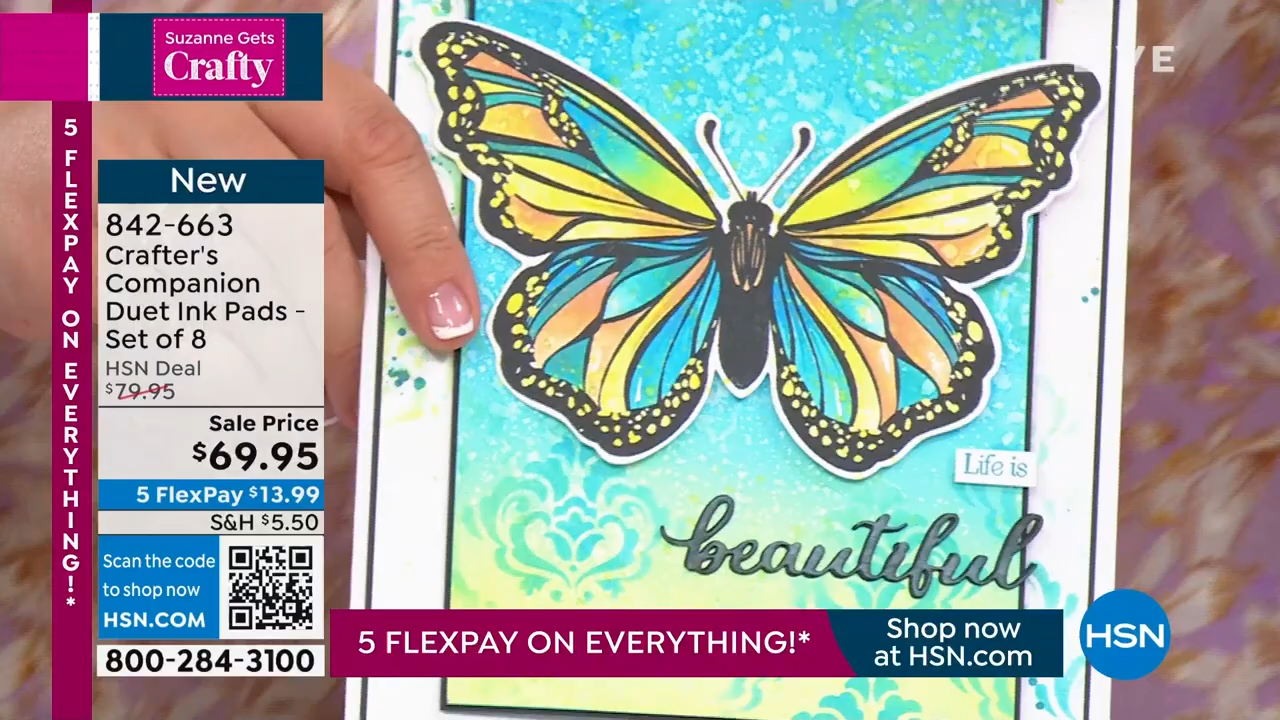 Suzanne Gets
Crafty
5 FLEXPAY ON EVERYTHING!*
New
842-663
Crafter's
Companion
Duet Ink Pads -
Set of 8
HSN Deal
$79.95
Sale Price
$69.95
5 FlexPay $13.99
S&H $5.50
Scan the code
to shop now
HSN.COM
800-284-3100
Life is
beautiful
5 FLEXPAY ON EVERYTHING!*
Shop now
at HSN.com
HSN